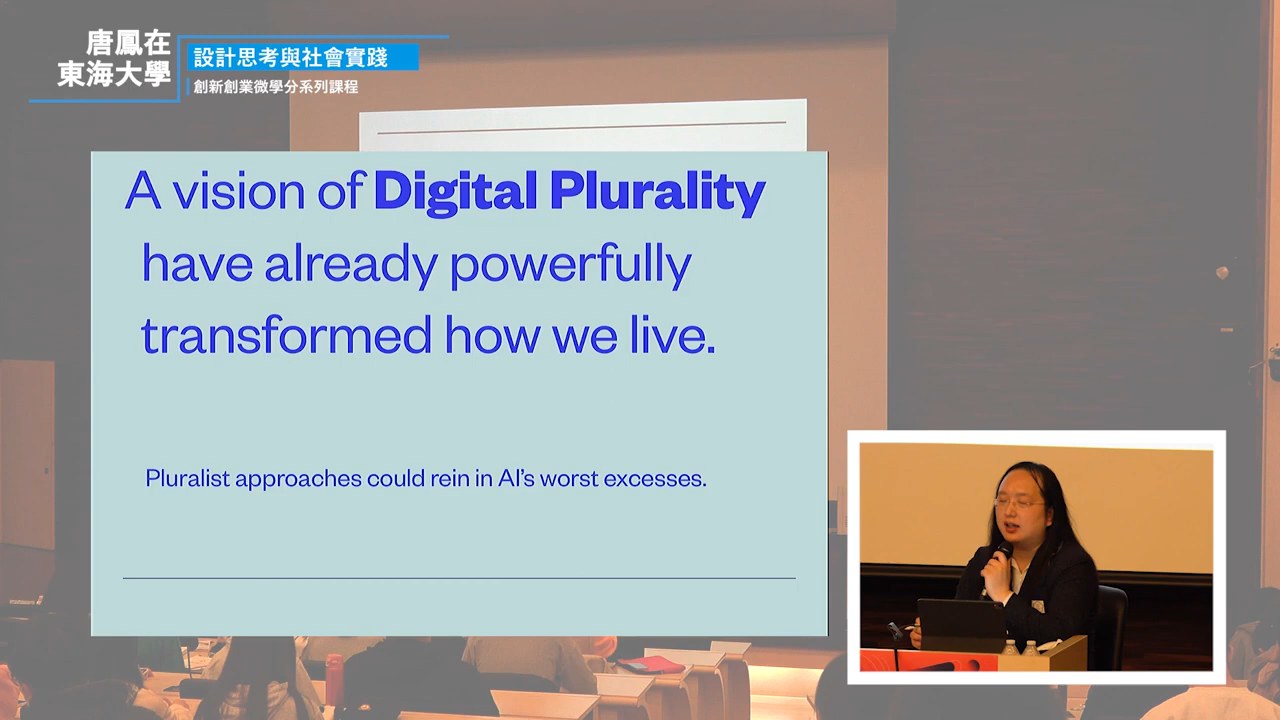 唐鳳在
東海大學
設計思考與社會實踐
創新創業微學分系列課程
A vision of Digital Plurality
have already powerfully
transformed how we live.
Pluralist approaches could rein in AI’s worst excesses.